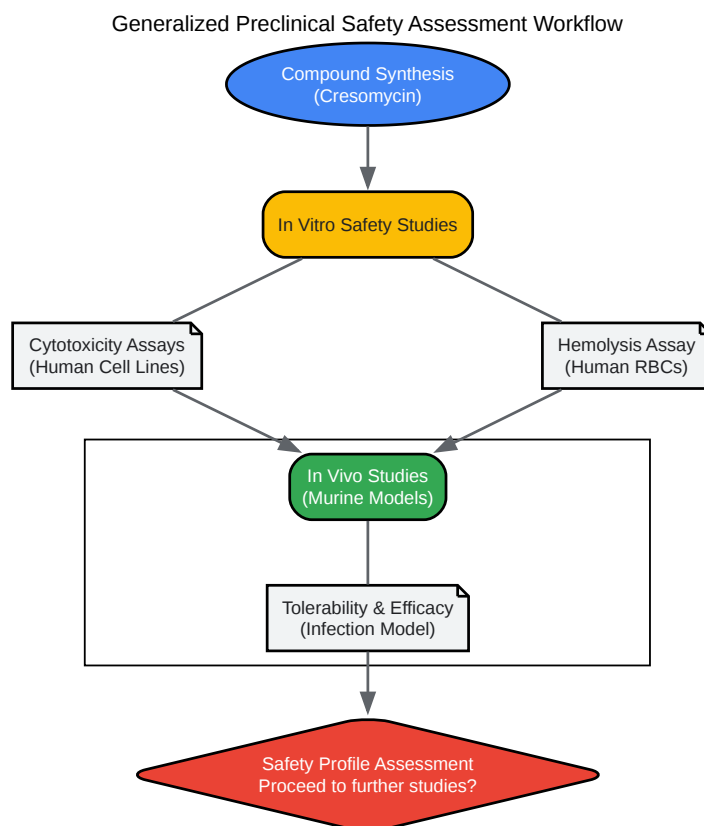 Generalized Preclinical Safety Assessment Workflow
Compound Synthesis
(Cresomycin)
In Vitro Safety Studies
Cytotoxicity Assays
(Human Cell Lines)
Hemolysis Assay
(Human RBCs)
In Vivo Studies
(Murine Models)
Tolerability & Efficacy
(Infection Model)
Safety Profile Assessment
Proceed to further studies?